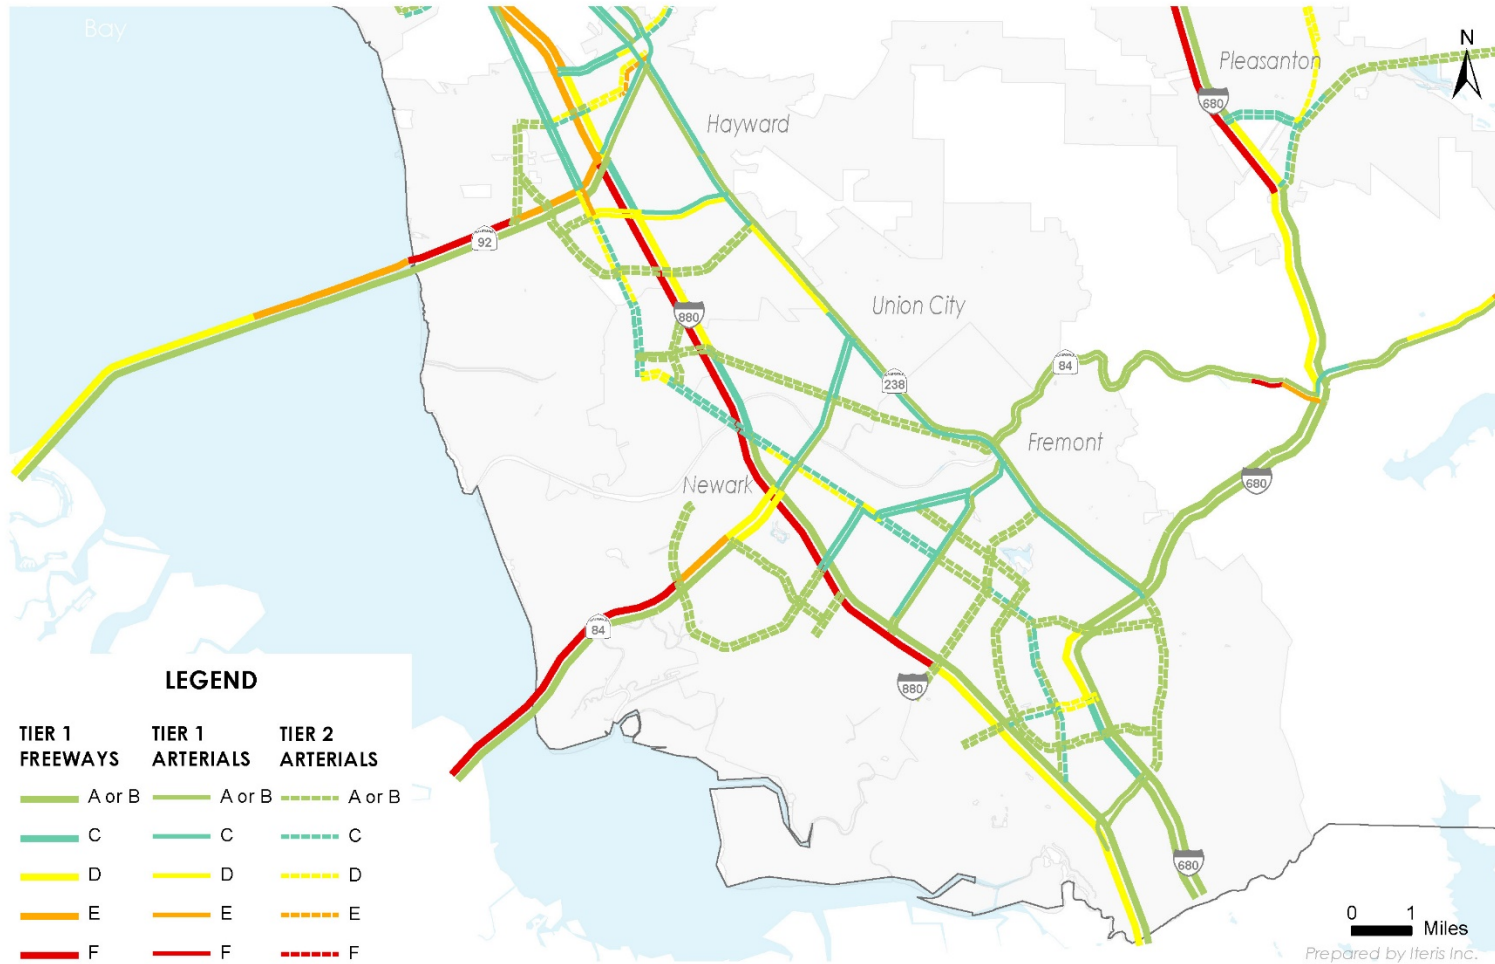 Bay
N
Pleasanton
680
Hayward
92
Union City
880
84
238
Fremont
680
Newark
84
880
680
LEGEND
TIER 1 FREEWAYS
TIER 1 ARTERIALS
TIER 2 ARTERIALS
A or B A or B A or B
C C C
D D D
E E E
F F F
0 1
Miles
Prepared by Iteris Inc.